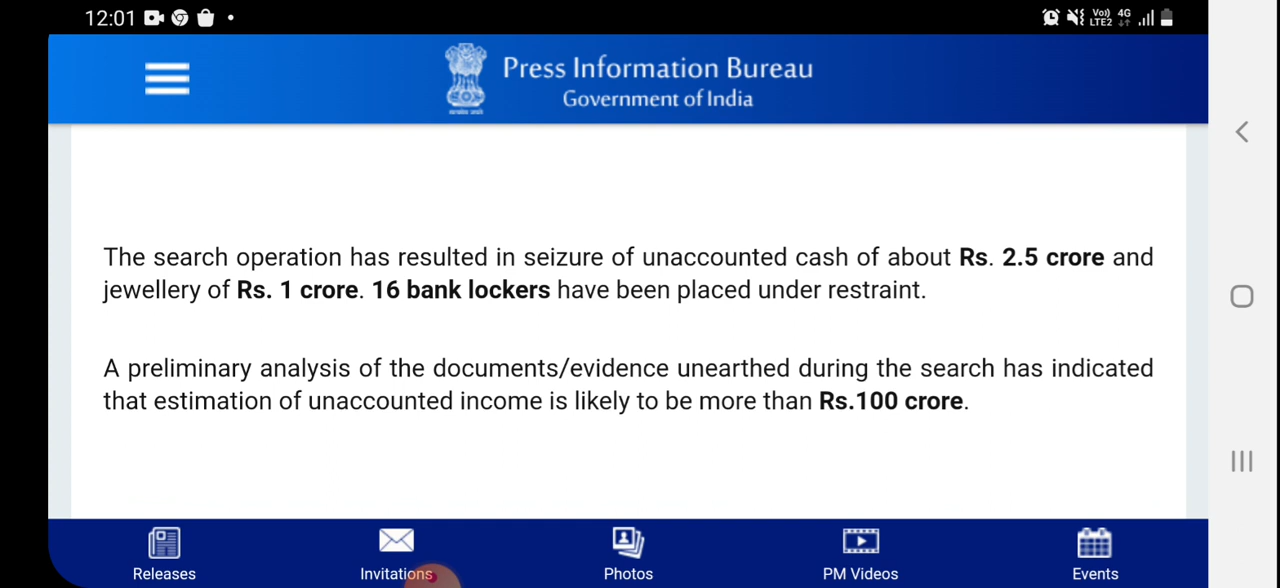 12:01
Vo) 4G
LTE2
Press Information Bureau
Government of India
The search operation has resulted in seizure of unaccounted cash of about Rs. 2.5 crore and
jewellery of Rs. 1 crore. 16 bank lockers have been placed under restraint.
A preliminary analysis of the documents/evidence unearthed during the search has indicated
that estimation of unaccounted income is likely to be more than Rs.100 crore.
Releases Invitations Photos PM Videos Events